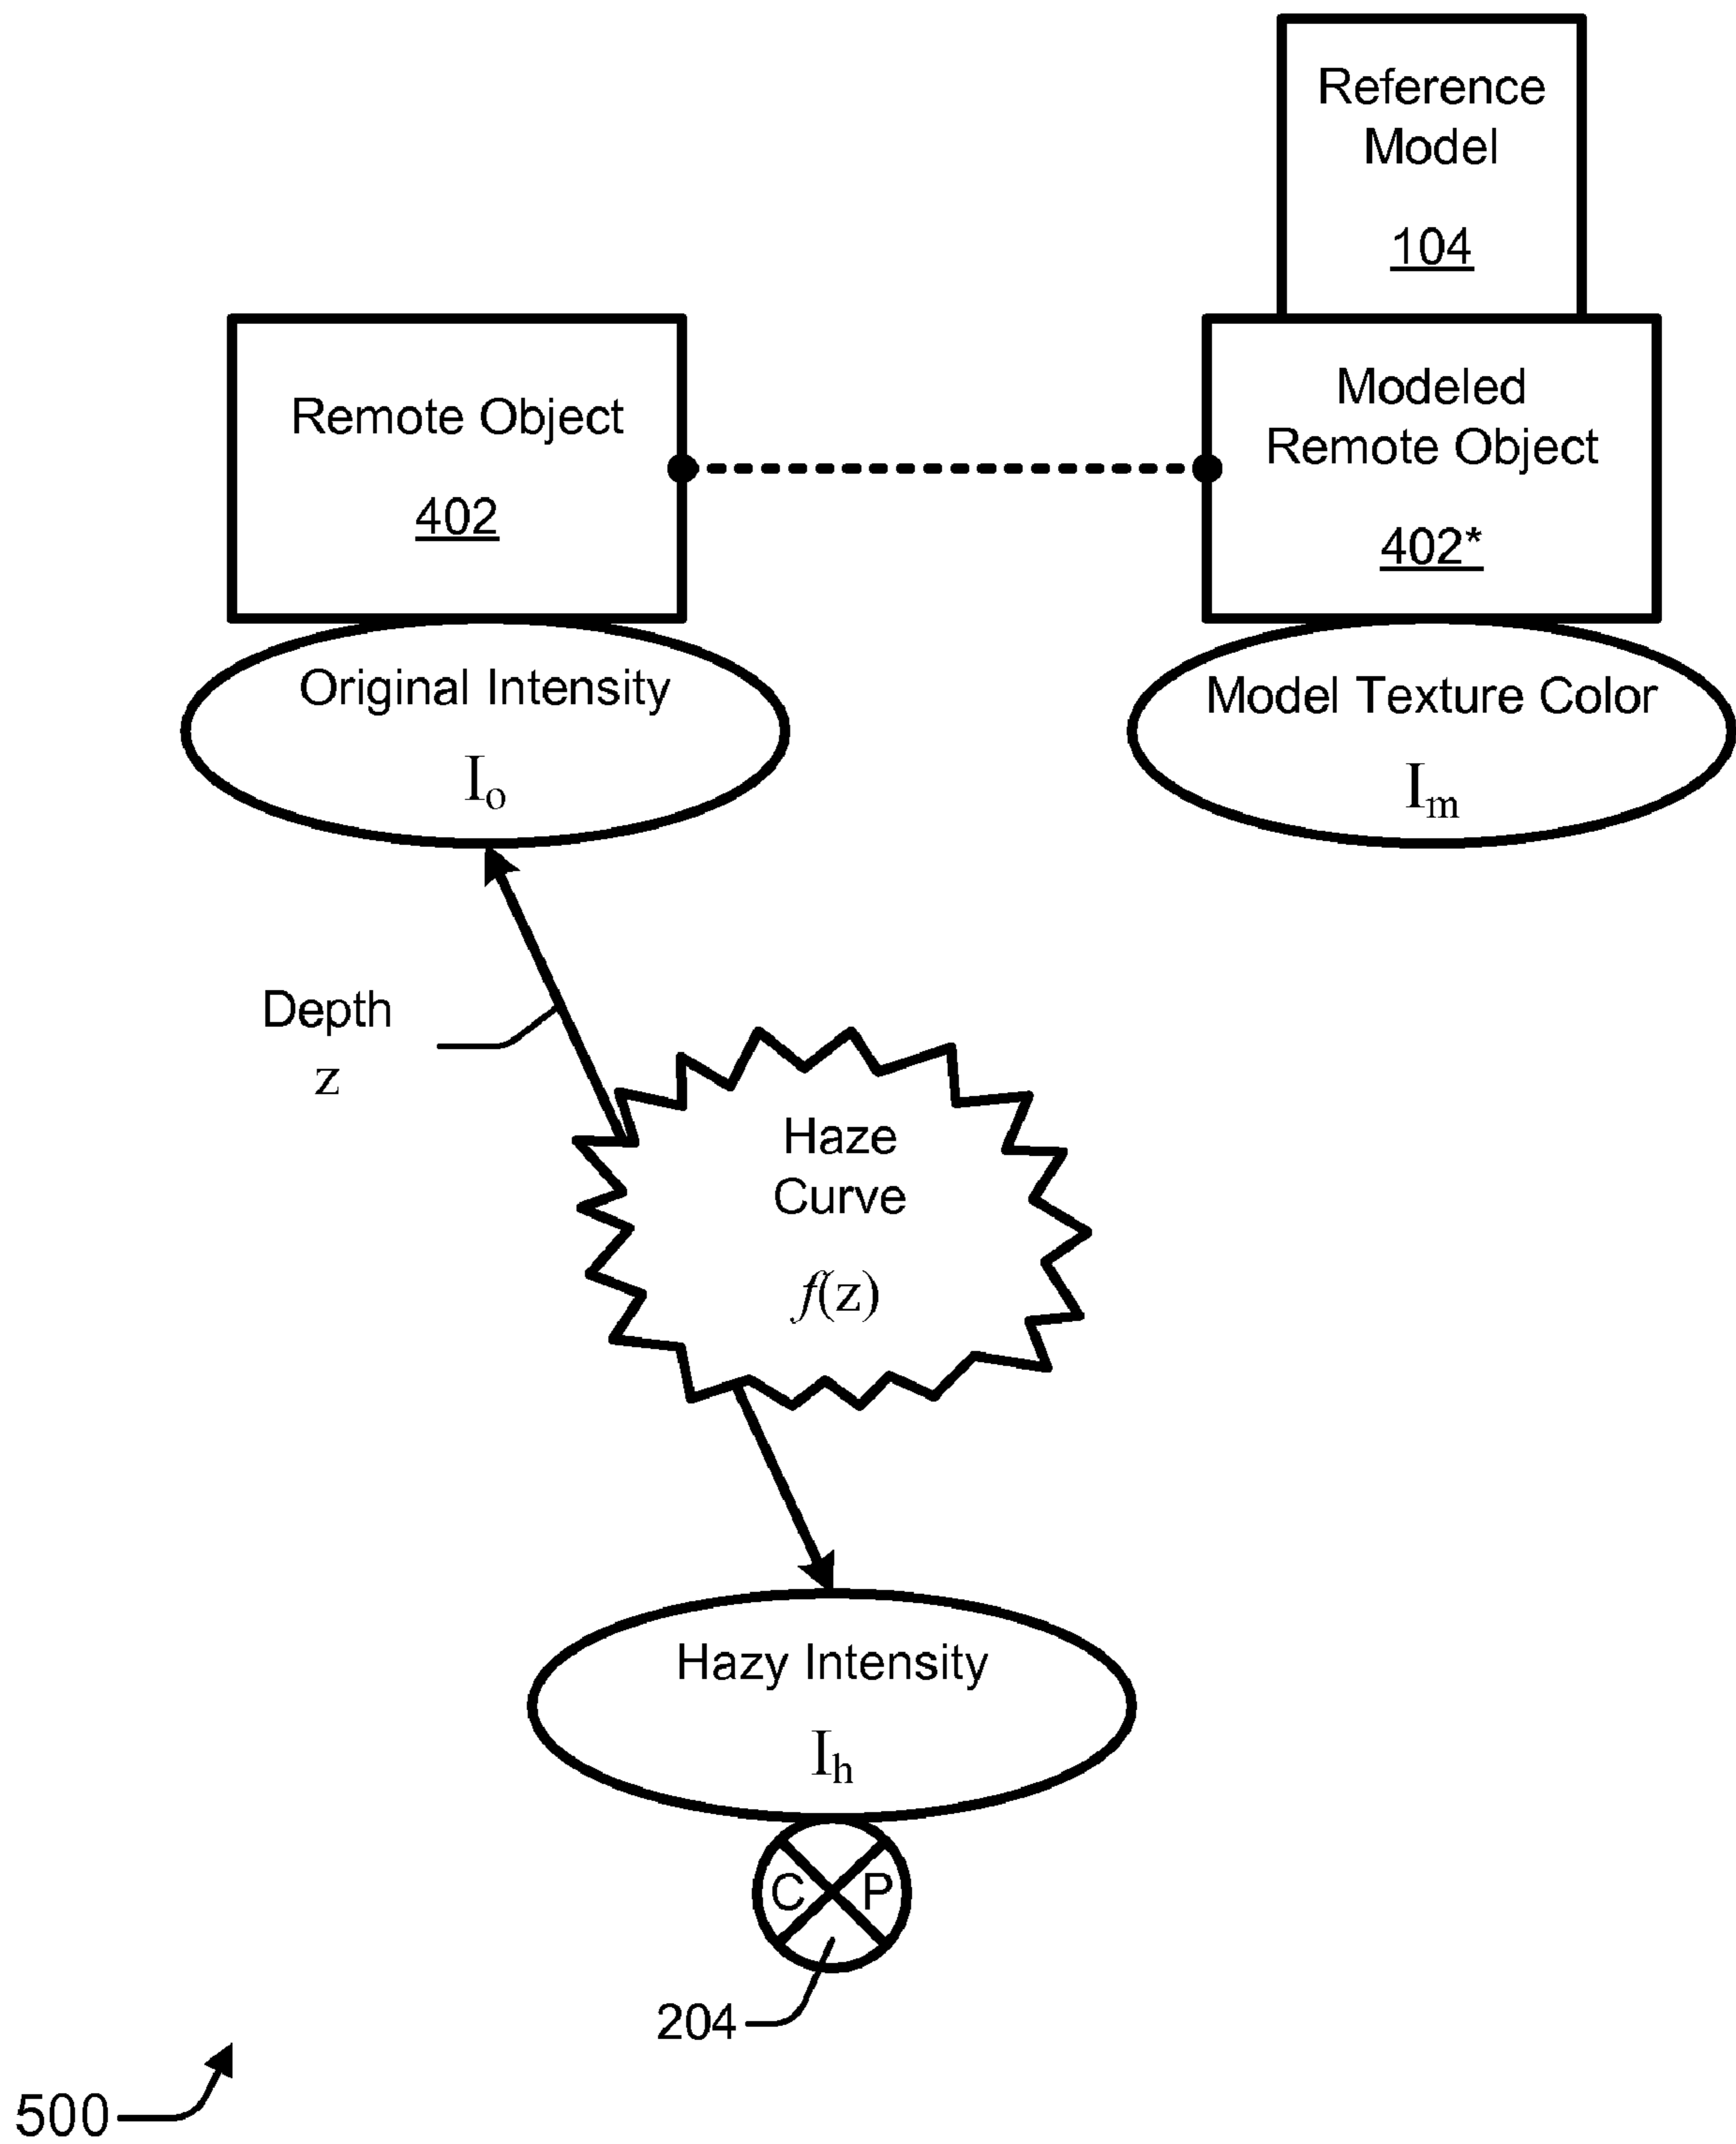 Reference
Model
104
Remote Object
402
Modeled
Remote Object
402*
Original Intensity
Io
Model Texture Color
Im
Depth
z
Haze
Curve
f(z)
Hazy Intensity
Ih
C P
204
500